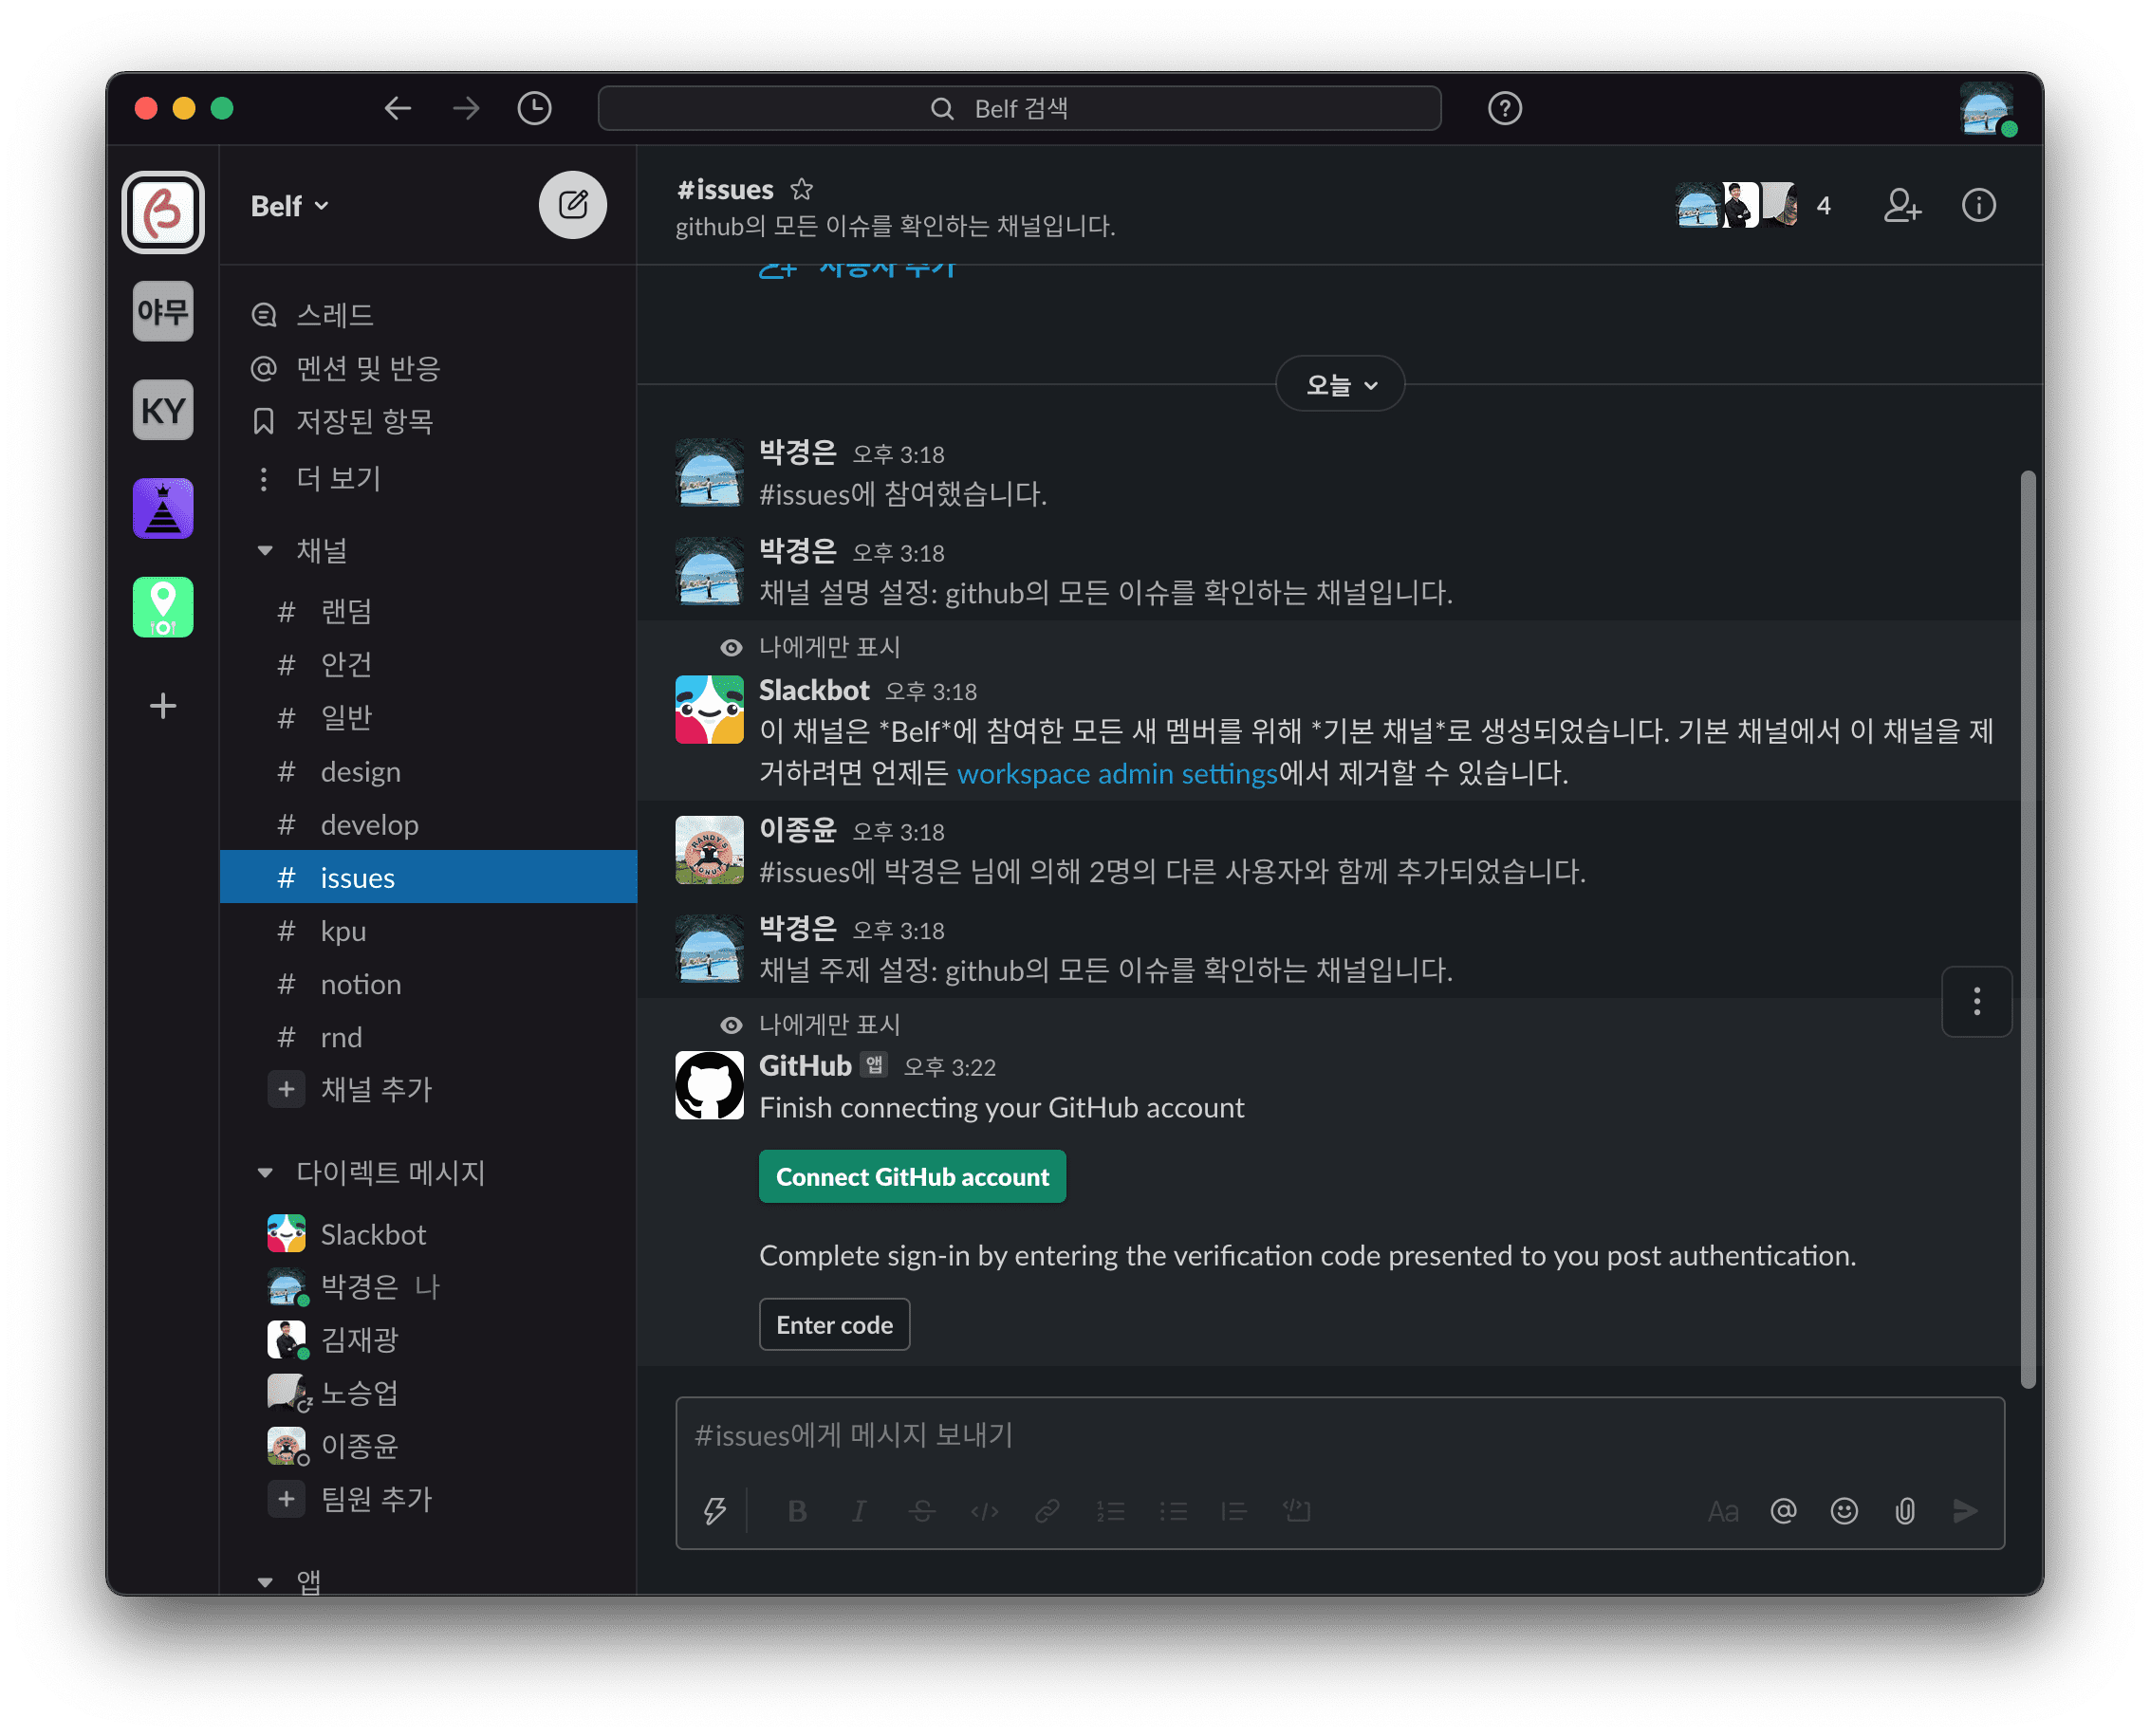 Belf 검색
Belf
야무
KY
스레드
멘션 및 반응
저장된 항목
더 보기
채널
# 랜덤
# 안건
# 일반
# design
# develop
# issues
# kpu
# notion
# rnd
+ 채널 추가
다이렉트 메시지
Slackbot
박경은 나
김재광
노승업
이종윤
+ 팀원 추가
앱
#issues
github의 모든 이슈를 확인하는 채널입니다.
4
사용자 추가
오늘
박경은 오후 3:18
#issues에 참여했습니다.
박경은 오후 3:18
채널 설명 설정: github의 모든 이슈를 확인하는 채널입니다.
나에게만 표시
Slackbot 오후 3:18
이 채널은 *Belf*에 참여한 모든 새 멤버를 위해 *기본 채널*로 생성되었습니다. 기본 채널에서 이 채널을 제
거하려면 언제든 workspace admin settings에서 제거할 수 있습니다.
이종윤 오후 3:18
#issues에 박경은 님에 의해 2명의 다른 사용자와 함께 추가되었습니다.
박경은 오후 3:18
채널 주제 설정: github의 모든 이슈를 확인하는 채널입니다.
나에게만 표시
GitHub 앱 오후 3:22
Finish connecting your GitHub account
Connect GitHub account
Complete sign-in by entering the verification code presented to you post authentication.
Enter code
#issues에게 메시지 보내기
B I S </> Aa @